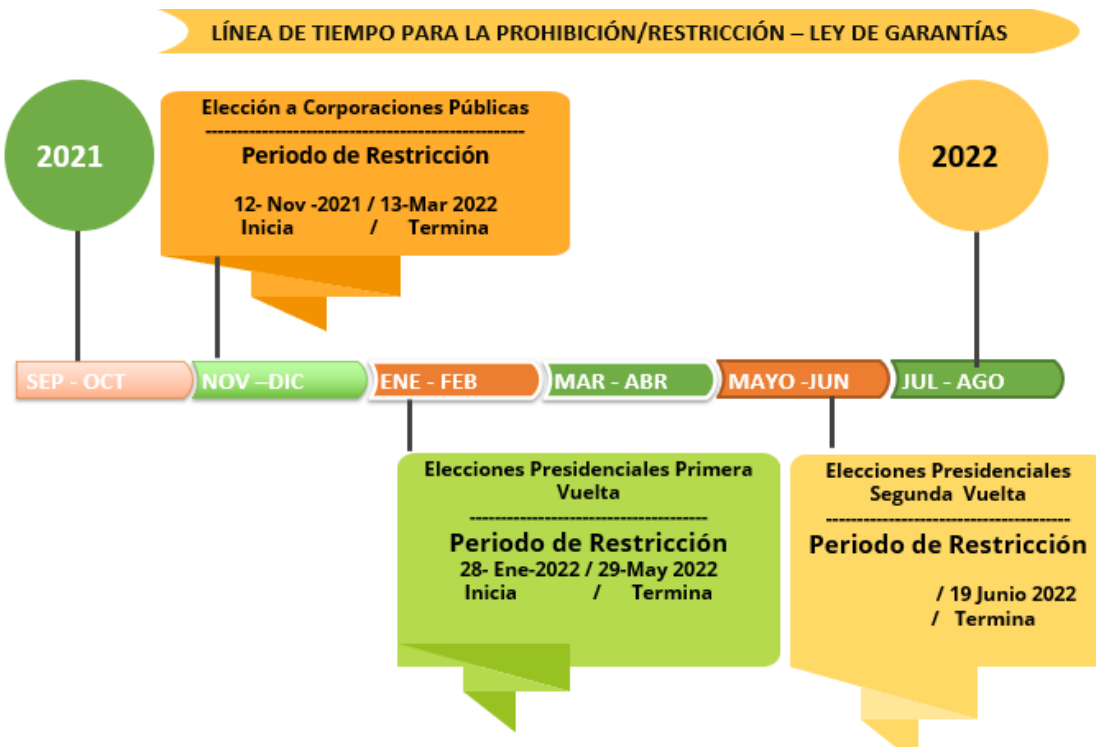 LÍNEA DE TIEMPO PARA LA PROHIBICIÓN/RESTRICCIÓN – LEY DE GARANTÍAS
2021
Elección a Corporaciones Públicas
--------------------------------------------------
Periodo de Restricción
12- Nov -2021 / 13-Mar 2022
Inicia / Termina
2022
SEP - OCT
NOV –DIC
ENE - FEB
MAR - ABR
MAYO -JUN
JUL - AGO
Elecciones Presidenciales Primera
Vuelta
-------------------------------------
Periodo de Restricción
28- Ene-2022 / 29-May 2022
Inicia / Termina
Elecciones Presidenciales
Segunda Vuelta
--------------------------------------
Periodo de Restricción
/ 19 Junio 2022
/ Termina